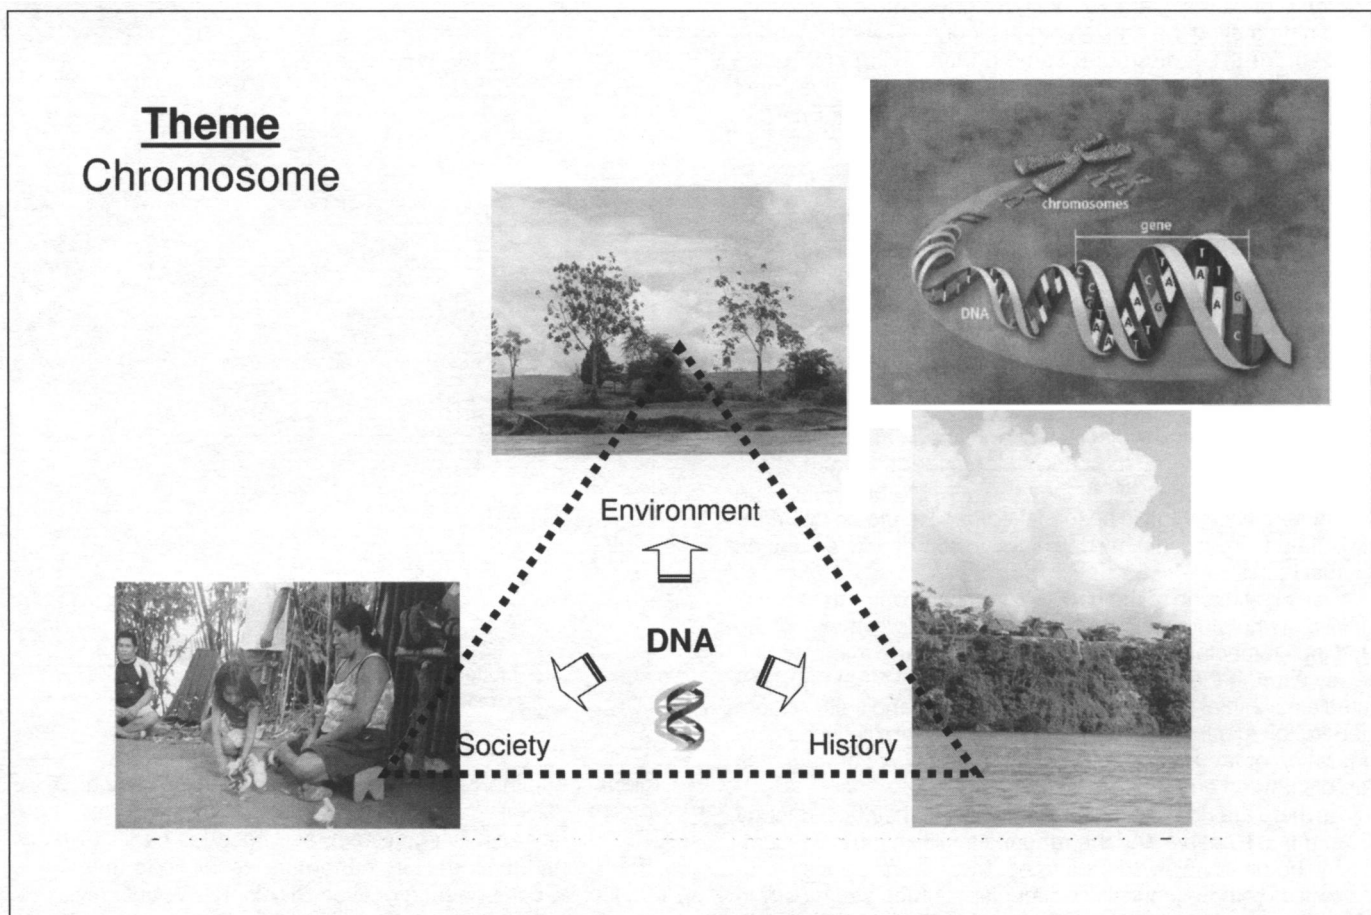 Theme
Chromosome
chromosomes
gene
DNA
Environment
DNA
Society
History